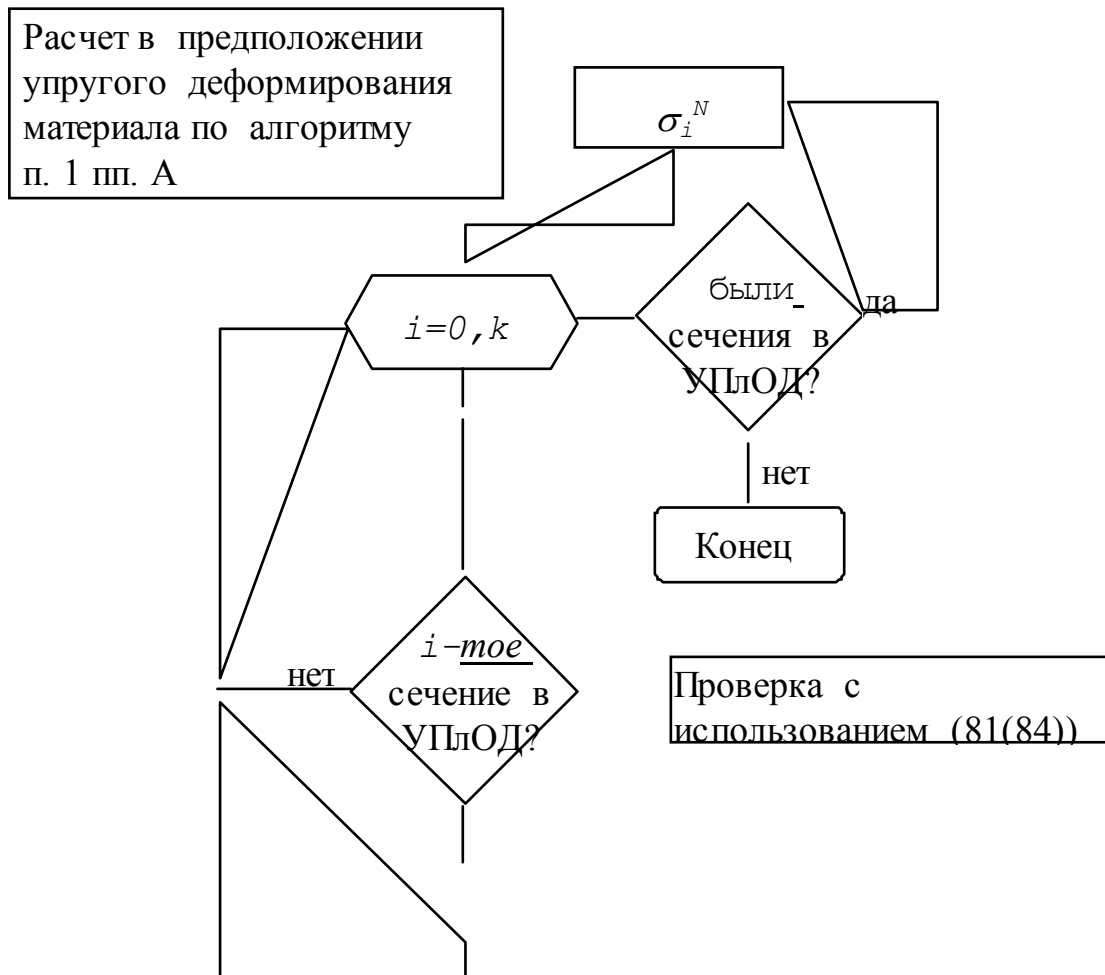 Расчет в предположении
упругого деформирования
материала по алгоритму
п. 1 пп. А
σᵢᴺ
i=0,k
были
сечения в
УПлОД?
да
нет
Конец
i-тое
сечение в
УПлОД?
нет
Проверка с
использованием (81(84))